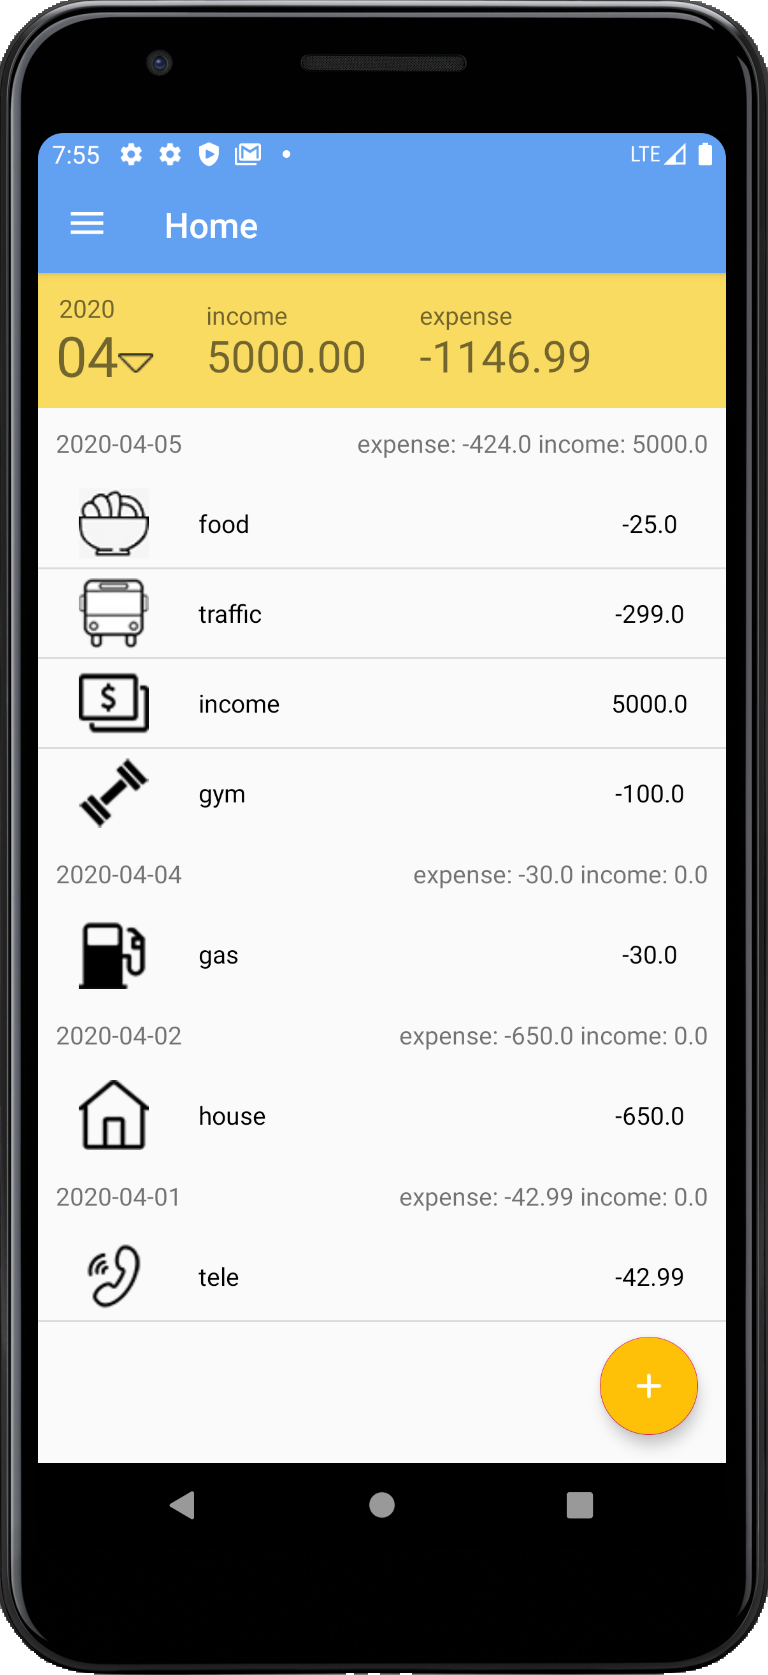 7:55 LTE
Home
2020 income expense
04 5000.00 -1146.99
2020-04-05 expense: -424.0 income: 5000.0
food -25.0
traffic -299.0
$
income 5000.0
gym -100.0
2020-04-04 expense: -30.0 income: 0.0
gas -30.0
2020-04-02 expense: -650.0 income: 0.0
house -650.0
2020-04-01 expense: -42.99 income: 0.0
tele -42.99
+